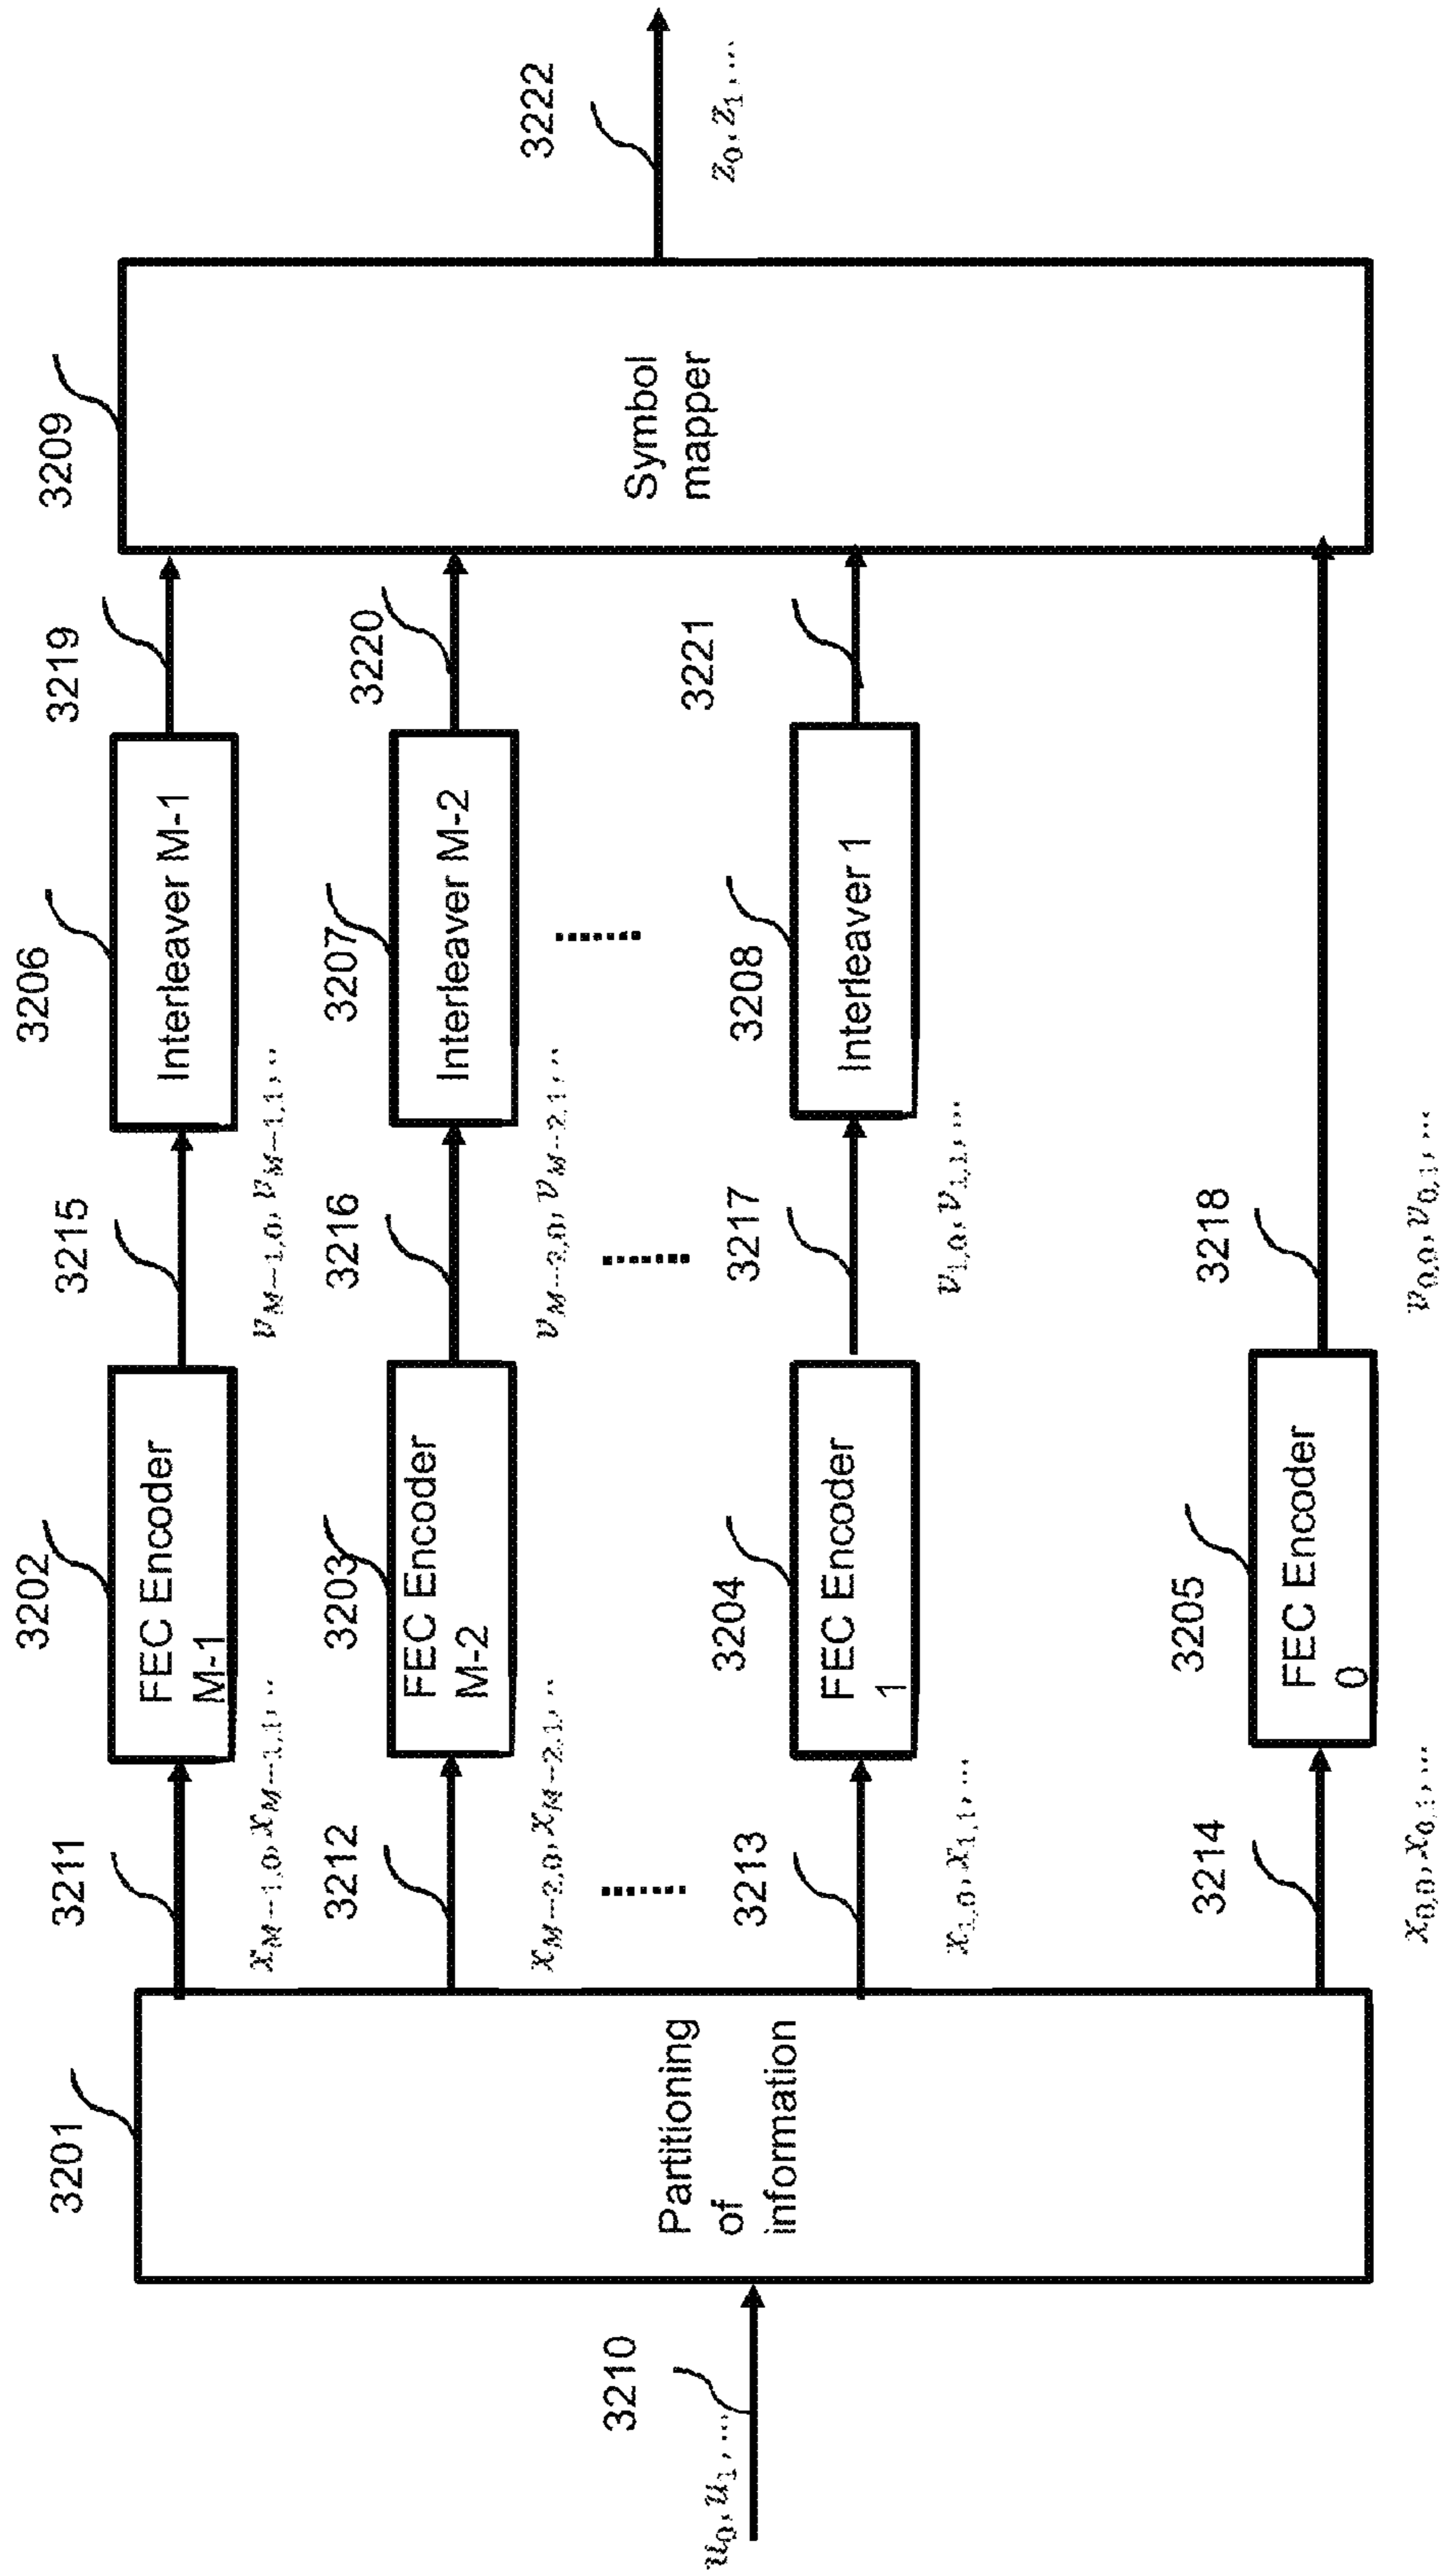 3201
Partitioning
of
information
3210
u₀, u₁, ...
3211
x_{M−1,0}, x_{M−1,1}, ..
3212
x_{M−2,0}, x_{M−2,1}, ..
3213
x_{1,0}, x_{1,1}, ...
3214
x_{0,0}, x_{0,1}, ...
3202
FEC Encoder
M-1
3203
FEC Encoder
M-2
3204
FEC Encoder
1
3205
FEC Encoder
0
3215
v_{M−1,0}, v_{M−1,1}, ..
3216
v_{M−2,0}, v_{M−2,1}, ..
3217
v_{1,0}, v_{1,1}, ...
3218
v_{0,0}, v_{0,1}, ...
3206
Interleaver M-1
3207
Interleaver M-2
3208
Interleaver 1
3219
3220
3221
3209
Symbol
mapper
3222
z₀, z₁, ...